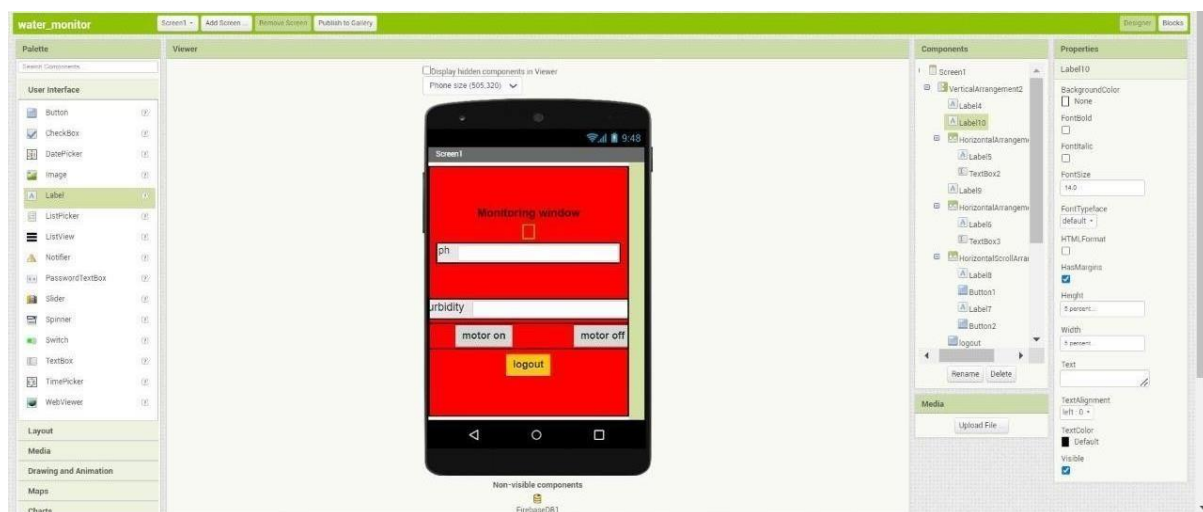 water_monitor
Screen1
Add Screen ...
Remove Screen
Publish to Gallery
Designer
Blocks
Palette
Search Components...
User Interface
Button
CheckBox
DatePicker
Image
Label
ListPicker
ListView
Notifier
PasswordTextBox
Slider
Spinner
Switch
TextBox
TimePicker
WebViewer
Layout
Media
Drawing and Animation
Maps
Charts
Viewer
Display hidden components in Viewer
Phone size (505,320)
9:48
Screen1
Monitoring window
ph
urbidity
motor on
motor off
logout
Non-visible components
FirebaseDB1
Components
Screen1
VerticalArrangement2
Label4
Label10
HorizontalArrangem
Label5
TextBox2
Label9
HorizontalArrangem
Label6
TextBox3
HorizontalScrollArra
Label8
Button1
Label7
Button2
logout
Rename
Delete
Media
Upload File ...
Properties
Label10
BackgroundColor
None
FontBold
FontItalic
FontSize
14.0
FontTypeface
default
HTMLFormat
HasMargins
Height
5 percent...
Width
5 percent...
Text
TextAlignment
left : 0
TextColor
Default
Visible